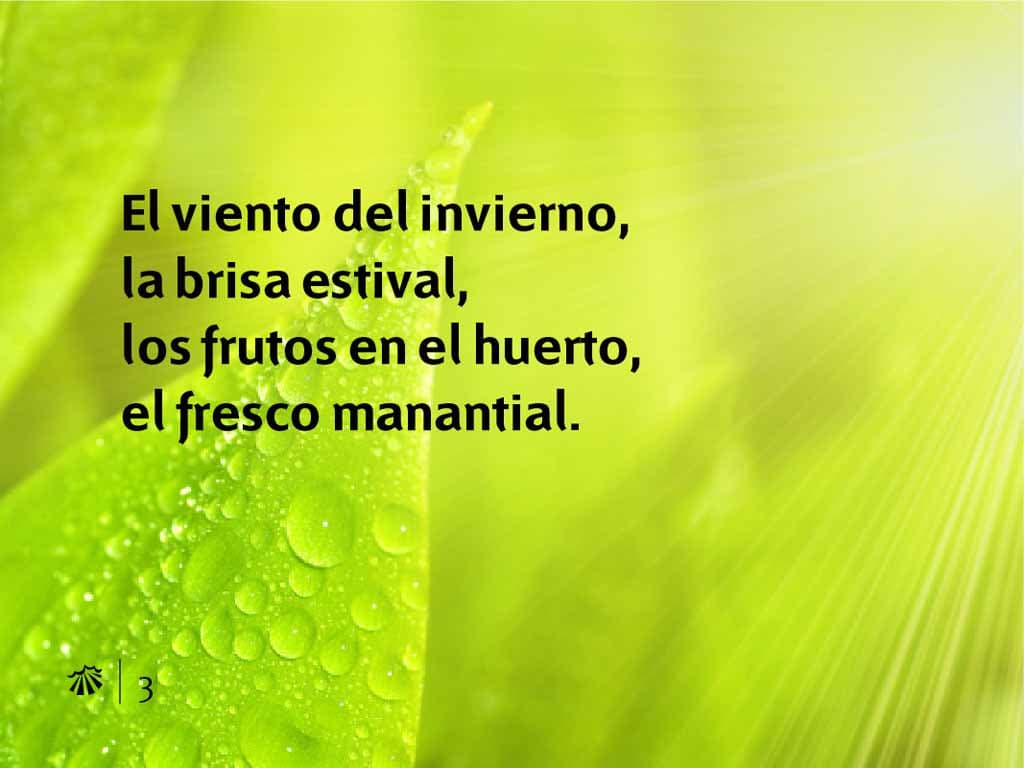 El viento del invierno,
la brisa estival,
los frutos en el huerto,
el fresco manantial.
3